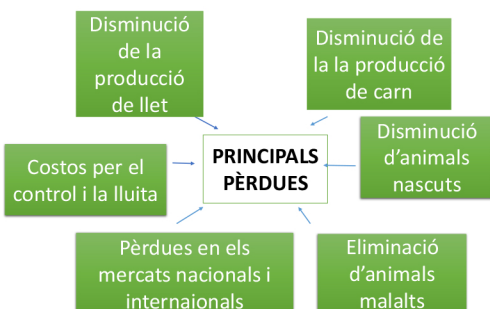 Disminució
de la
producció
de llet
Disminució de
la la producció
de carn
PRINCIPALS
PÈRDUES
Disminució
d'animals
nascuts
Costos per el
control i la lluita
Pèrdues en els
mercats nacionals i
internaionals
Eliminació
d'animals
malalts